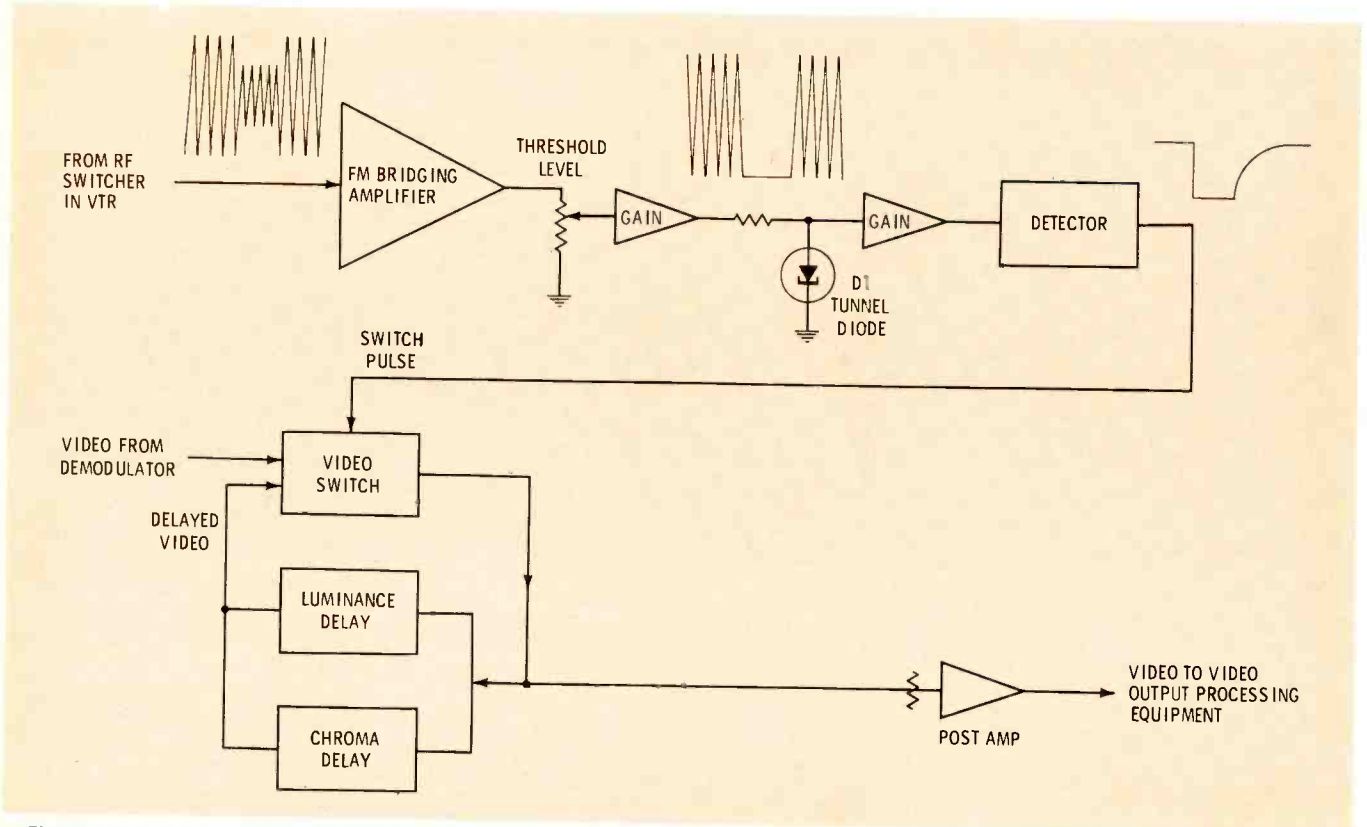 FROM RF
SWITCHER
IN VTR
FM BRIDGING
AMPLIFIER
THRESHOLD
LEVEL
GAIN
D1
TUNNEL
DIODE
GAIN
DETECTOR
SWITCH
PULSE
VIDEO FROM
DEMODULATOR
VIDEO
SWITCH
DELAYED
VIDEO
LUMINANCE
DELAY
CHROMA
DELAY
POST AMP
VIDEO TO VIDEO
OUTPUT PROCESSING
EQUIPMENT